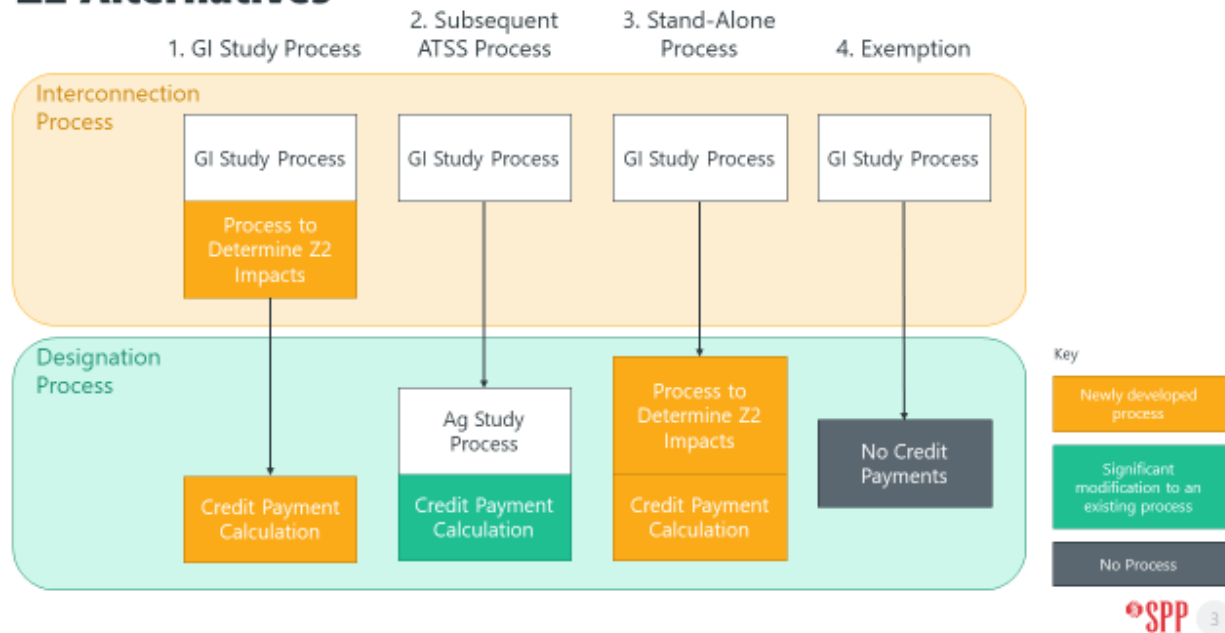 Z2 Alternatives
1. GI Study Process
2. Subsequent
ATSS Process
3. Stand-Alone
Process
4. Exemption
Interconnection
Process
GI Study Process
Process to
Determine Z2
Impacts
GI Study Process
GI Study Process
GI Study Process
Designation
Process
Credit Payment
Calculation
Ag Study
Process
Credit Payment
Calculation
Process to
Determine Z2
Impacts
Credit Payment
Calculation
No Credit
Payments
Key
Newly developed
process
Significant
modification to an
existing process
No Process
SPP
3